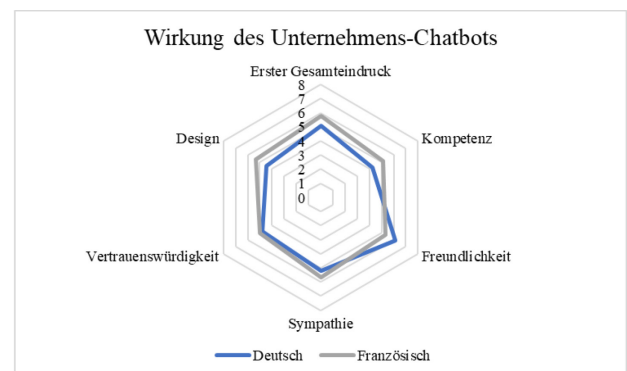 Wirkung des Unternehmens-Chatbots
Erster Gesamteindruck
8
7
6
5
4
3
2
1
0
Design
Kompetenz
Vertrauenswürdigkeit
Freundlichkeit
Sympathie
Deutsch
Französisch